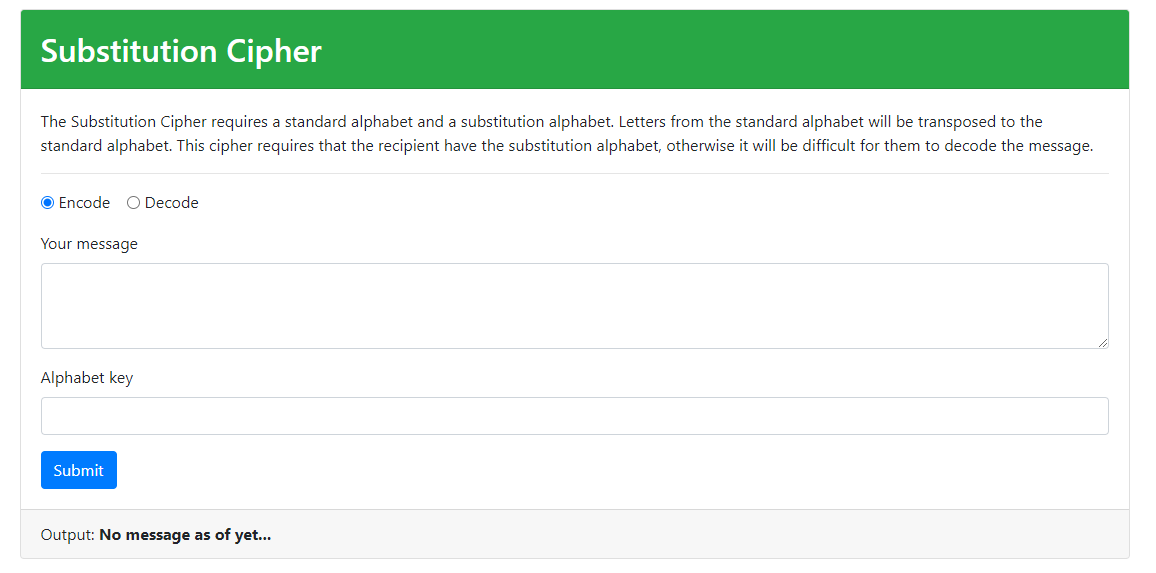 Substitution Cipher
The Substitution Cipher requires a standard alphabet and a substitution alphabet. Letters from the standard alphabet will be transposed to the
standard alphabet. This cipher requires that the recipient have the substitution alphabet, otherwise it will be difficult for them to decode the message.
Encode Decode
Your message
Alphabet key
Submit
Output: No message as of yet...